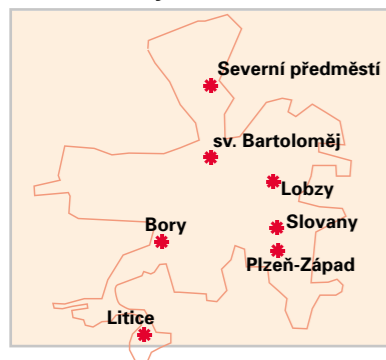 Severní předměstí
sv. Bartoloměj
Lobzy
Slovany
Bory
Plzeň-Západ
Litice